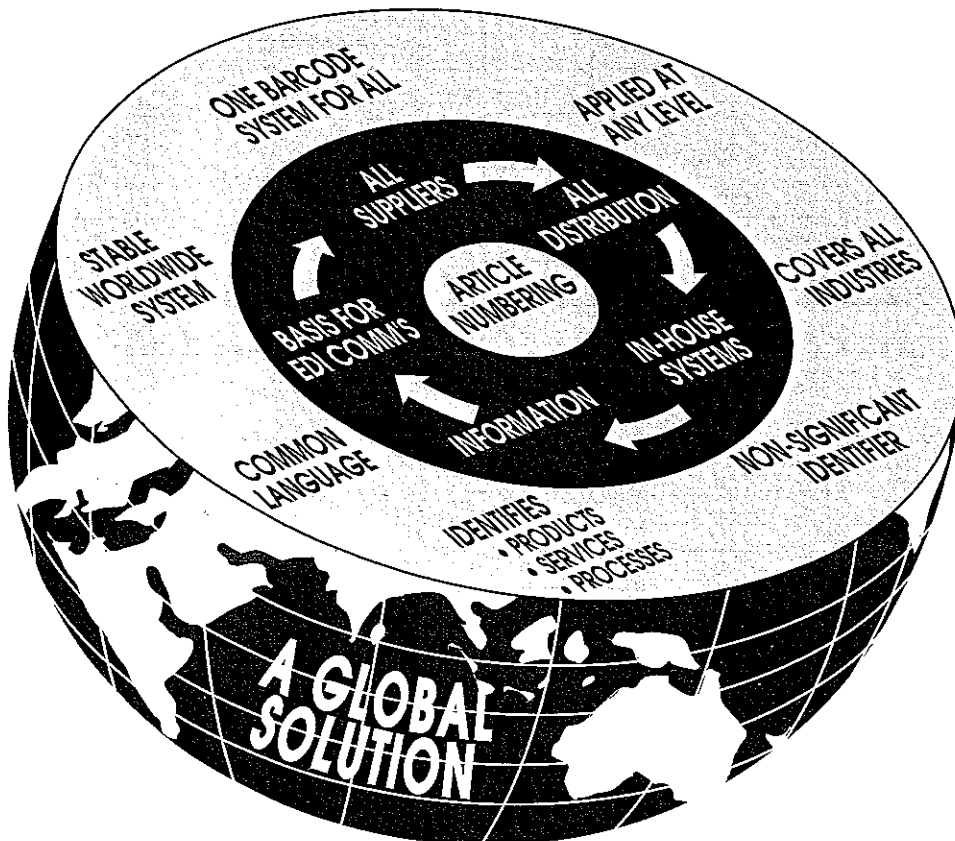 ONE BARCODE
SYSTEM FOR ALL
APPLIED AT
ANY LEVEL
COVERS ALL
INDUSTRIES
NON-SIGNIFICANT
IDENTIFIER
IDENTIFIES
• PRODUCTS
• SERVICES
• PROCESSES
COMMON
LANGUAGE
STABLE
WORLDWIDE
SYSTEM
ALL
SUPPLIERS
ALL
DISTRIBUTION
IN-HOUSE
SYSTEMS
INFORMATION
BASIS FOR
EDI COMM'S
ARTICLE
NUMBERING
A GLOBAL
SOLUTION